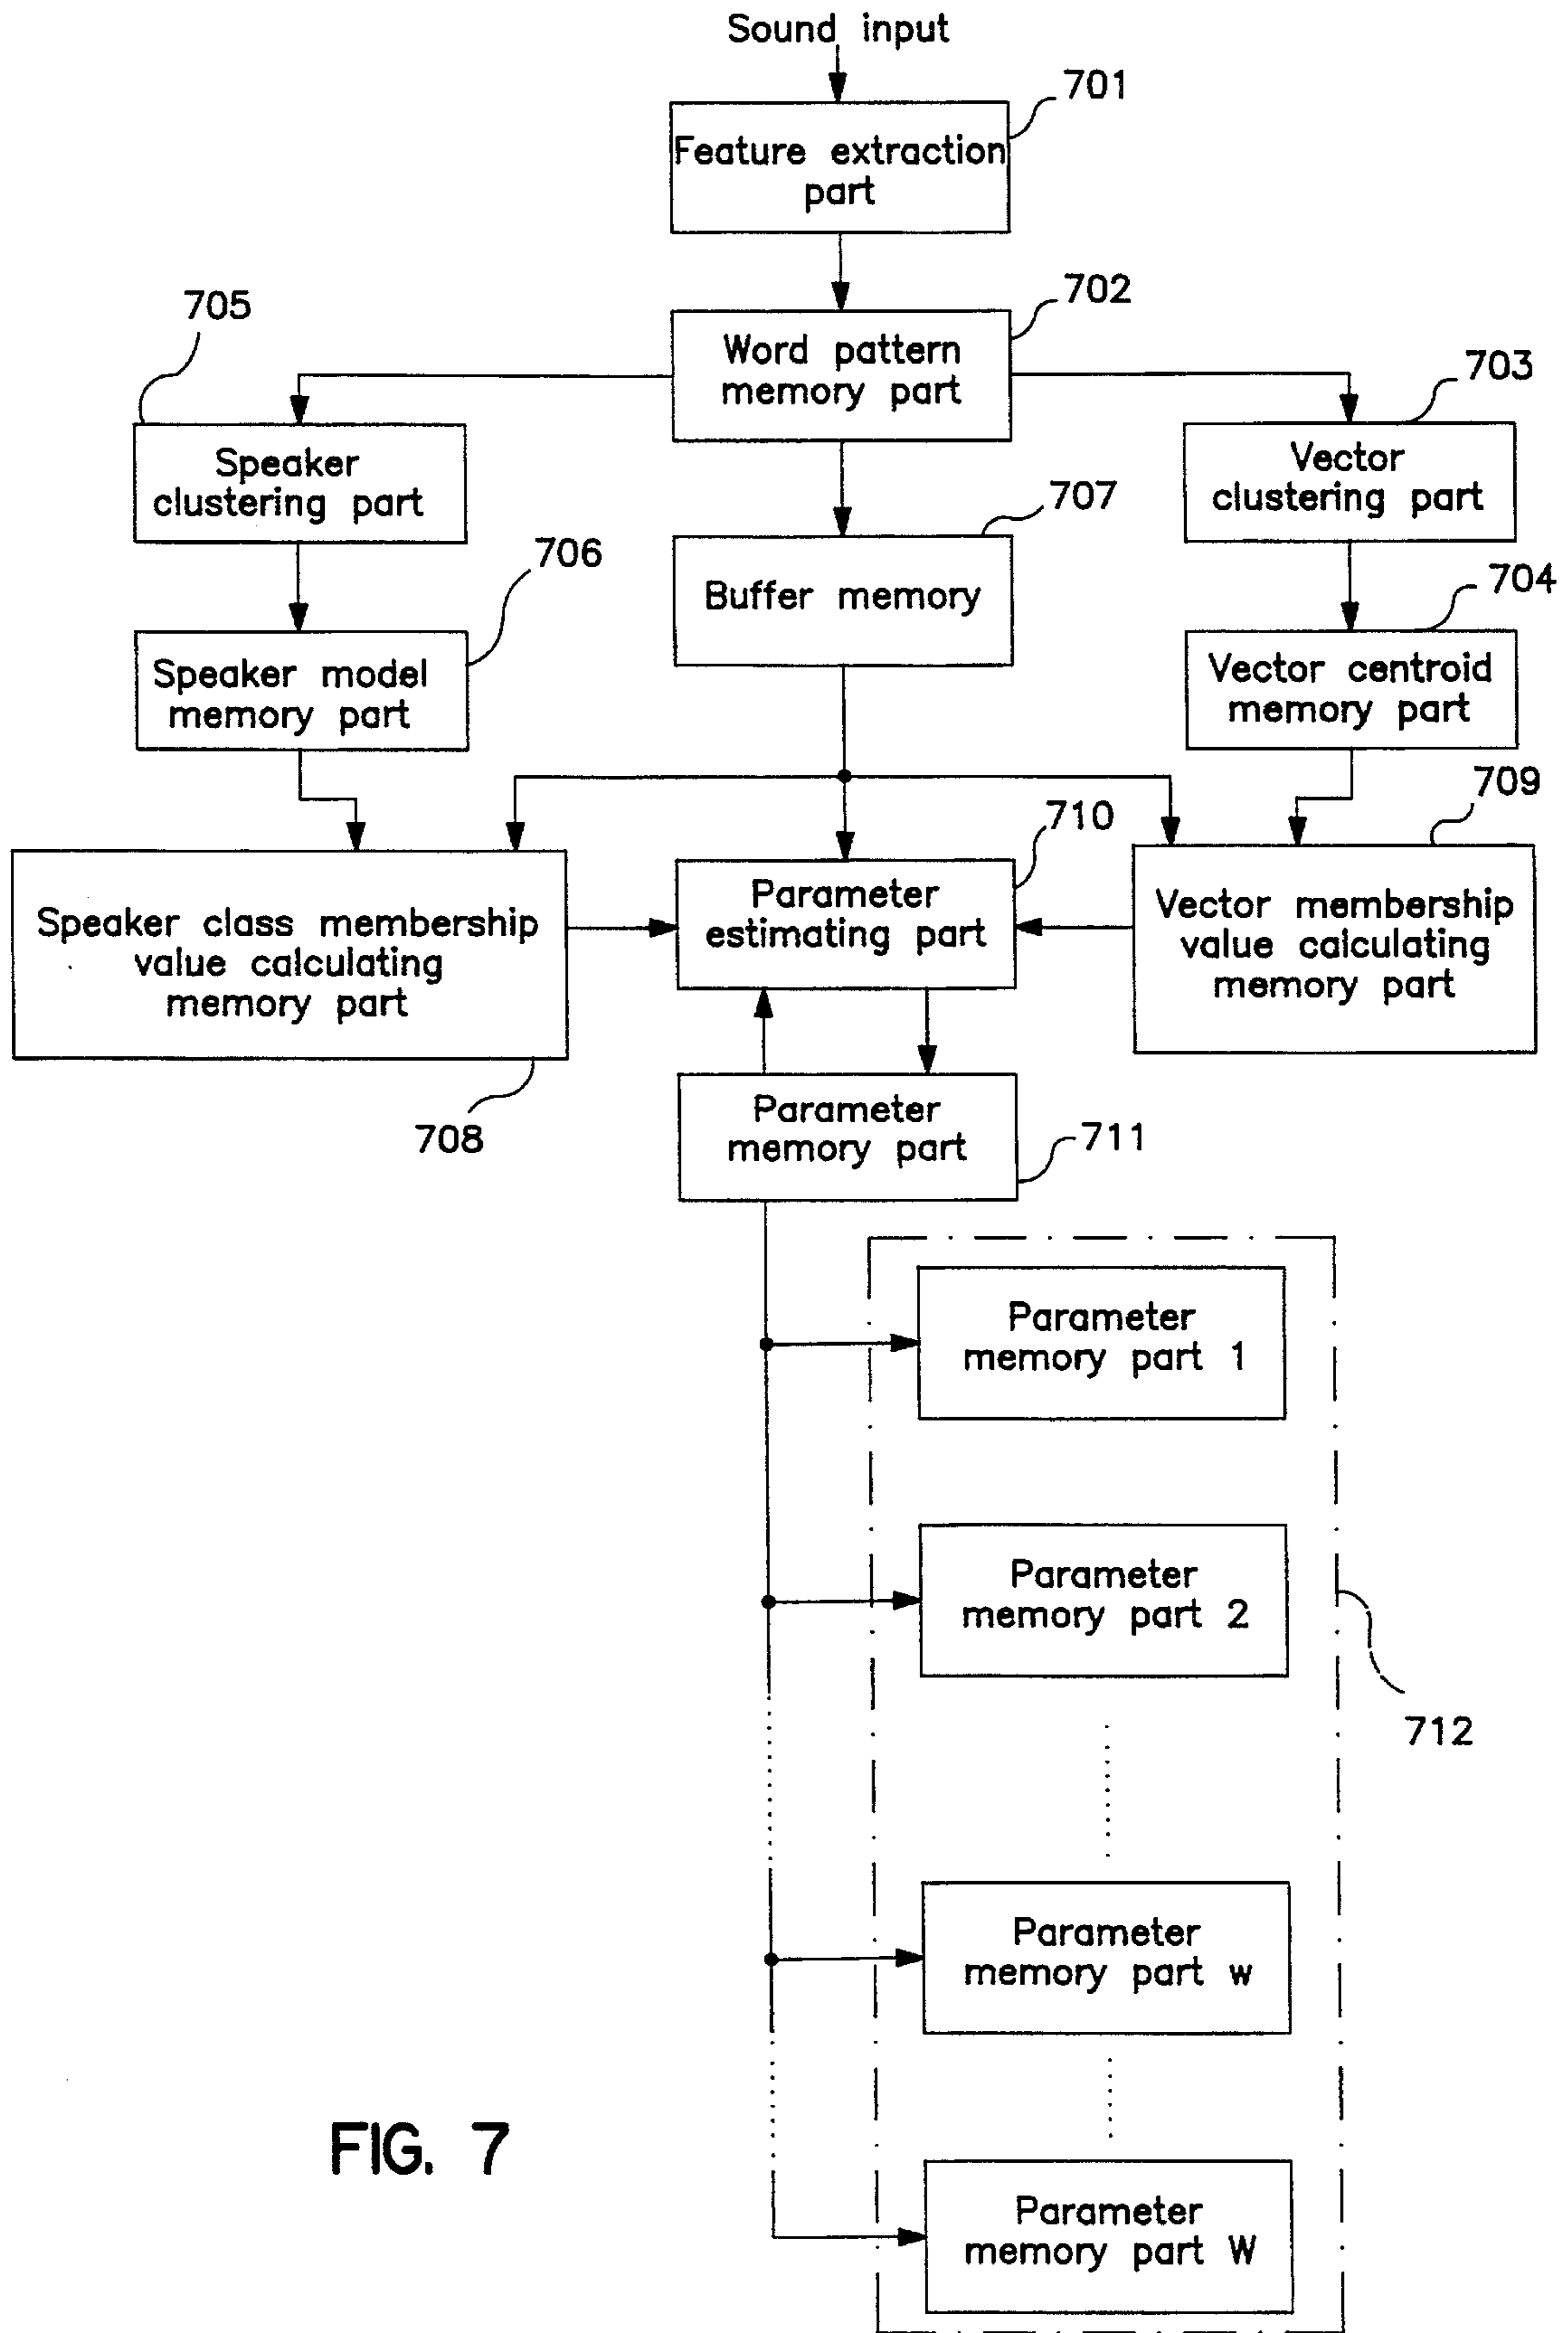 Sound input
701
Feature extraction
part
702
Word pattern
memory part
705
703
Speaker
clustering part
Vector
clustering part
707
Buffer memory
706
704
Speaker model
memory part
Vector centroid
memory part
709
710
Speaker class membership
value calculating
memory part
Parameter
estimating part
Vector membership
value calculating
memory part
708
Parameter
memory part
711
Parameter
memory part 1
Parameter
memory part 2
712
Parameter
memory part w
Parameter
memory part W
FIG. 7